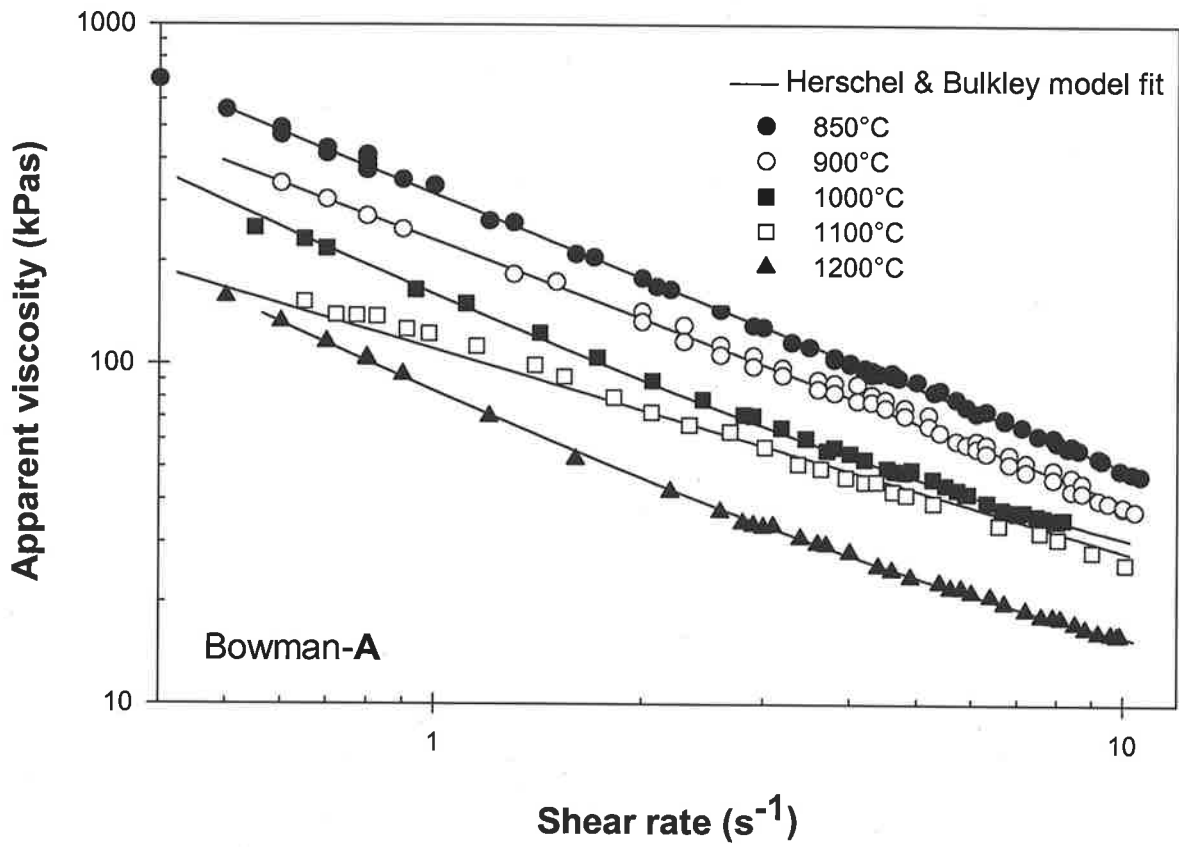 1000
100
10
Apparent viscosity (kPas)
Herschel & Bulkley model fit
850°C
900°C
1000°C
1100°C
1200°C
Bowman-A
1
10
Shear rate (s⁻¹)